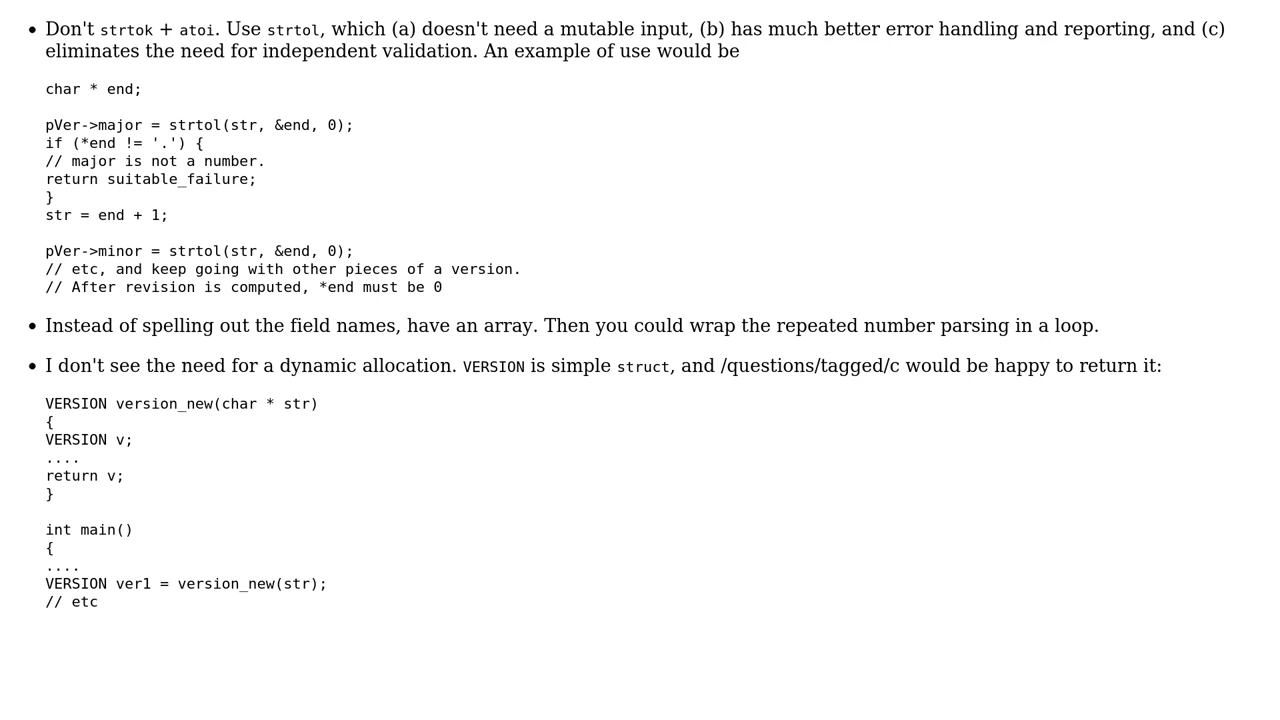 • Don't strtok + atoi. Use strtol, which (a) doesn't need a mutable input, (b) has much better error handling and reporting, and (c)
eliminates the need for independent validation. An example of use would be
char * end;
pVer->major = strtol(str, &end, 0);
if (*end != '.') {
// major is not a number.
return suitable_failure;
}
str = end + 1;
pVer->minor = strtol(str, &end, 0);
// etc, and keep going with other pieces of a version.
// After revision is computed, *end must be 0
• Instead of spelling out the field names, have an array. Then you could wrap the repeated number parsing in a loop.
• I don't see the need for a dynamic allocation. VERSION is simple struct, and /questions/tagged/c would be happy to return it:
VERSION version_new(char * str)
{
VERSION v;
....
return v;
}
int main()
{
....
VERSION ver1 = version_new(str);
// etc